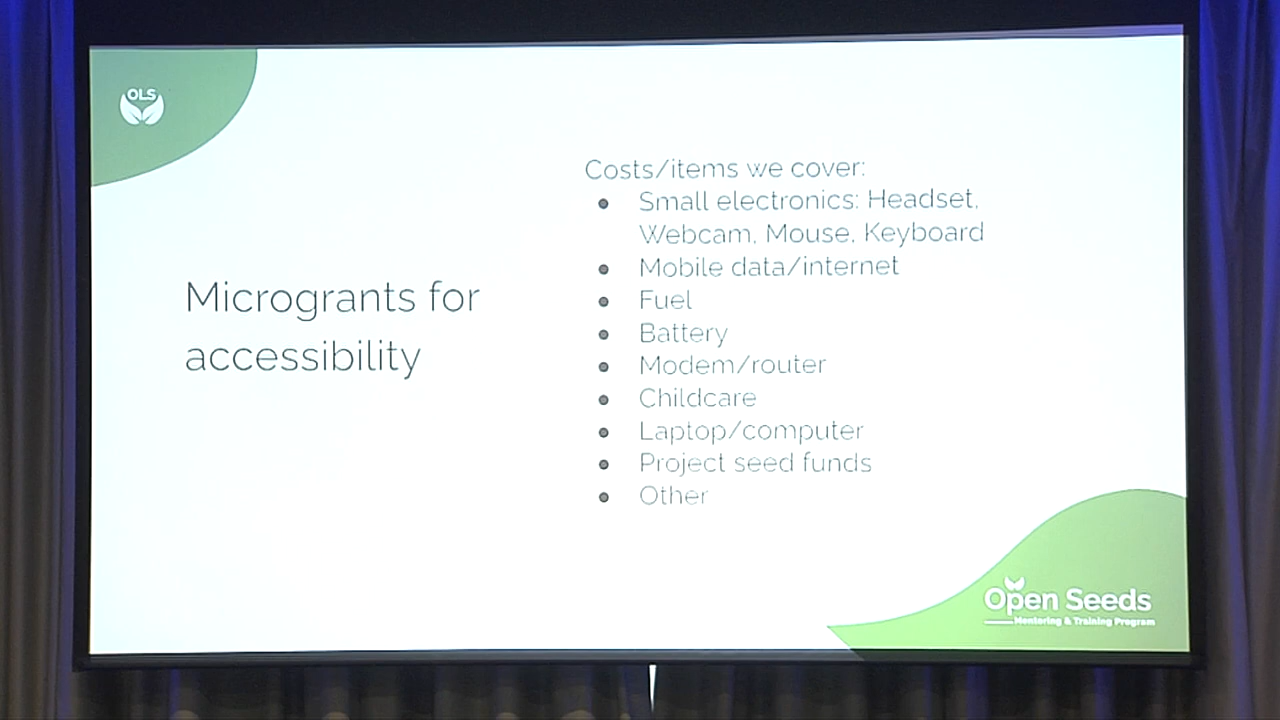 OLS
Microgrants for
accessibility
Costs/items we cover:
● Small electronics: Headset,
Webcam, Mouse, Keyboard
● Mobile data/internet
● Fuel
● Battery
● Modem/router
● Childcare
● Laptop/computer
● Project seed funds
● Other
Open Seeds
Mentoring & Training Program